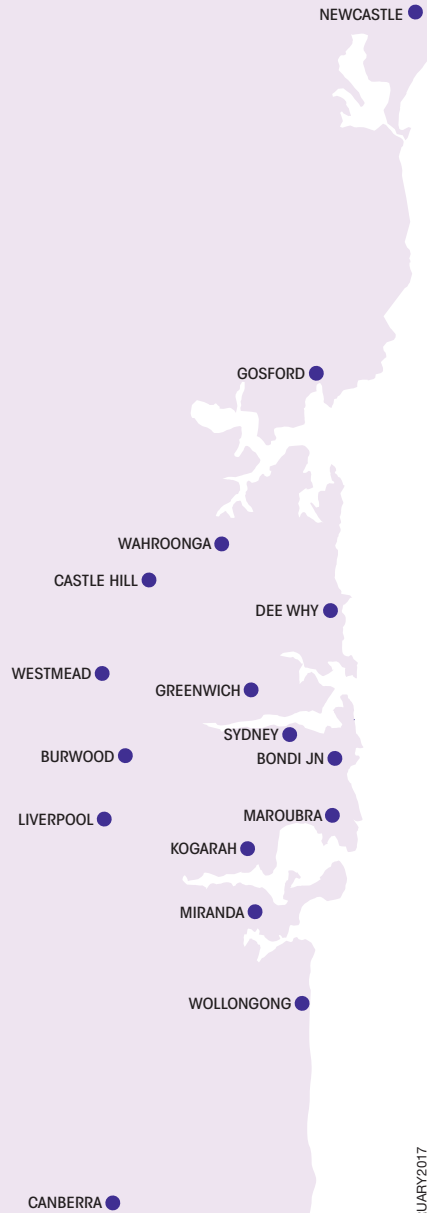 NEWCASTLE
GOSFORD
WAHROONGA
CASTLE HILL
DEE WHY
WESTMEAD
GREENWICH
SYDNEY
BURWOOD
BONDI JN
MAROUBRA
LIVERPOOL
KOGARAH
MIRANDA
WOLLONGONG
CANBERRA
UARY2017